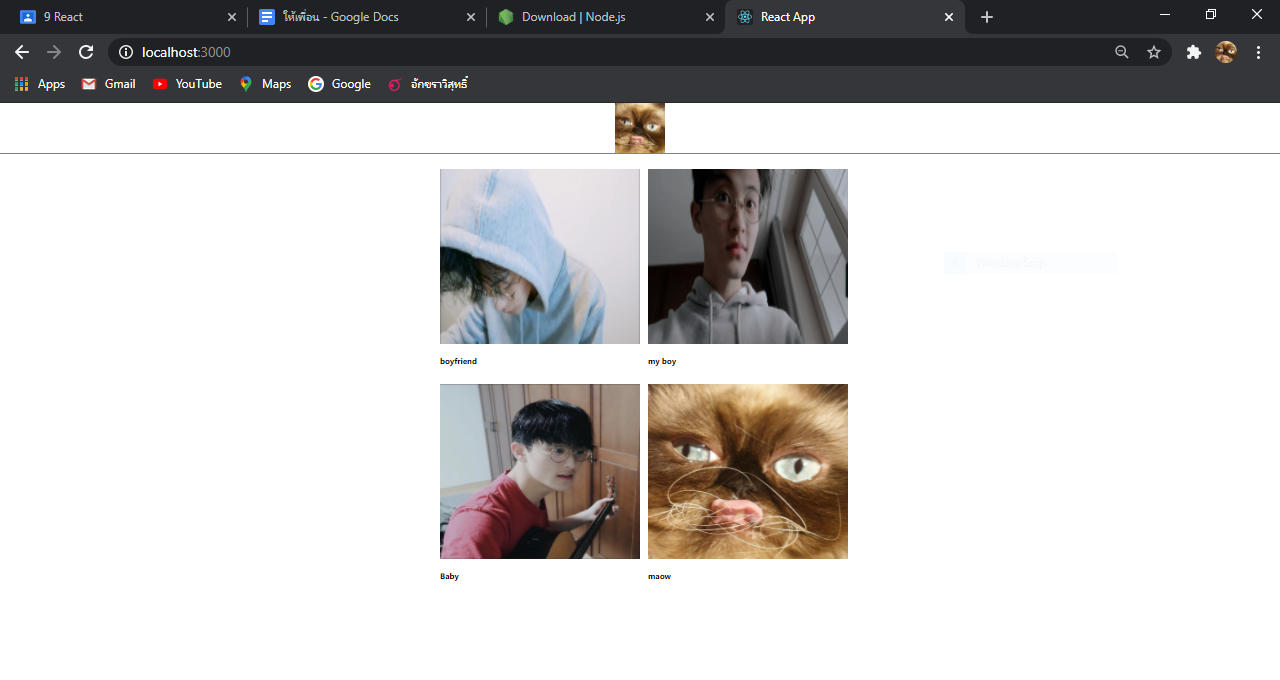 9 React
ให้เพื่อน - Google Docs
Download | Node.js
React App
localhost:3000
Apps
Gmail
YouTube
Maps
Google
อักขราวิสุทธิ์
boyfriend
my boy
Baby
maow